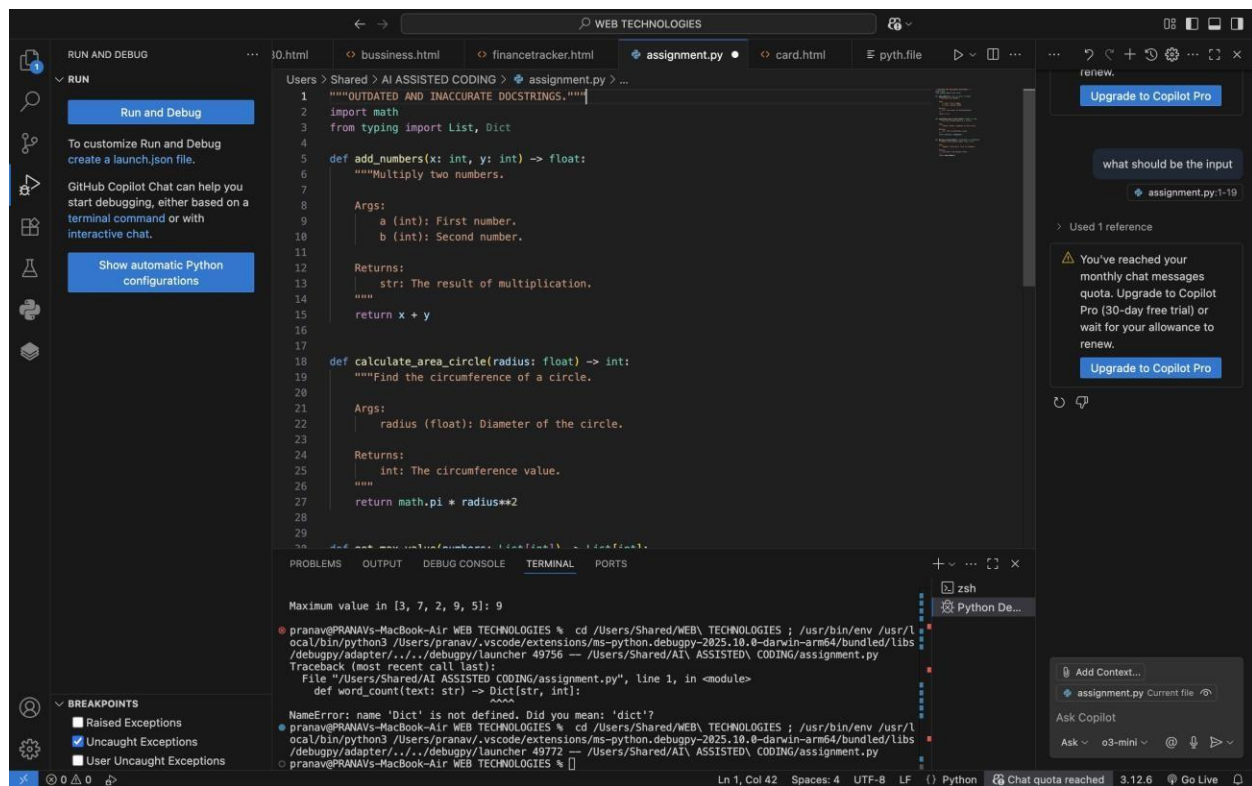 WEB TECHNOLOGIES
RUN AND DEBUG
RUN
Run and Debug
To customize Run and Debug
create a launch.json file.
GitHub Copilot Chat can help you
start debugging, either based on a
terminal command or with
interactive chat.
Show automatic Python
configurations
BREAKPOINTS
Raised Exceptions
Uncaught Exceptions
User Uncaught Exceptions
30.html bussiness.html financetracker.html assignment.py card.html pyth.file
Users > Shared > AI ASSISTED CODING > assignment.py > ...
1 """OUTDATED AND INACCURATE DOCSTRINGS."""
2 import math
3 from typing import List, Dict
4
5 def add_numbers(x: int, y: int) -> float:
6 """Multiply two numbers.
7
8 Args:
9 a (int): First number.
10 b (int): Second number.
11
12 Returns:
13 str: The result of multiplication.
14 """
15 return x + y
16
17
18 def calculate_area_circle(radius: float) -> int:
19 """Find the circumference of a circle.
20
21 Args:
22 radius (float): Diameter of the circle.
23
24 Returns:
25 int: The circumference value.
26 """
27 return math.pi * radius**2
28
29
30 def get_max_value(numbers: List[int]) -> List[int]:
PROBLEMS OUTPUT DEBUG CONSOLE TERMINAL PORTS
Maximum value in [3, 7, 2, 9, 5]: 9
pranav@PRANAVs-MacBook-Air WEB TECHNOLOGIES % cd /Users/Shared/WEB\ TECHNOLOGIES ; /usr/bin/env /usr/l
ocal/bin/python3 /Users/pranav/.vscode/extensions/ms-python.debugpy-2025.10.0-darwin-arm64/bundled/libs
/debugpy/adapter/../../debugpy/launcher 49756 -- /Users/Shared/AI\ ASSISTED\ CODING/assignment.py
Traceback (most recent call last):
File "/Users/Shared/AI ASSISTED CODING/assignment.py", line 1, in <module>
def word_count(text: str) -> Dict[str, int]:
^^^^
NameError: name 'Dict' is not defined. Did you mean: 'dict'?
pranav@PRANAVs-MacBook-Air WEB TECHNOLOGIES % cd /Users/Shared/WEB\ TECHNOLOGIES ; /usr/bin/env /usr/l
ocal/bin/python3 /Users/pranav/.vscode/extensions/ms-python.debugpy-2025.10.0-darwin-arm64/bundled/libs
/debugpy/adapter/../../debugpy/launcher 49772 -- /Users/Shared/AI\ ASSISTED\ CODING/assignment.py
pranav@PRANAVs-MacBook-Air WEB TECHNOLOGIES %
zsh
Python De...
renew.
Upgrade to Copilot Pro
what should be the input
assignment.py:1-19
Used 1 reference
You've reached your
monthly chat messages
quota. Upgrade to Copilot
Pro (30-day free trial) or
wait for your allowance to
renew.
Upgrade to Copilot Pro
Add Context...
assignment.py Current file
Ask Copilot
Ask o3-mini
0 0
Ln 1, Col 42 Spaces: 4 UTF-8 LF {} Python Chat quota reached 3.12.6 Go Live